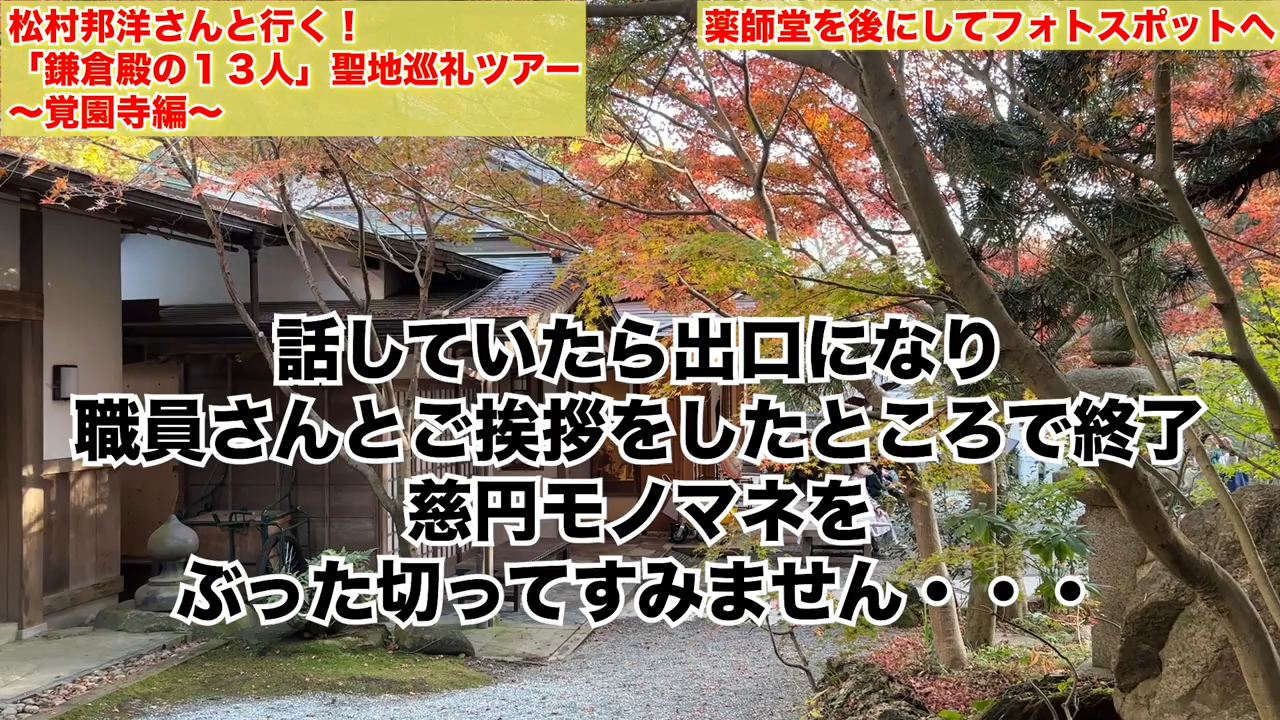 松村邦洋さんと行く！
「鎌倉殿の１３人」聖地巡礼ツアー
〜覚園寺編〜
薬師堂を後にしてフォトスポットへ
話していたら出口になり
職員さんとご挨拶をしたところで終了
慈円モノマネを
ぶった切ってすみません・・・